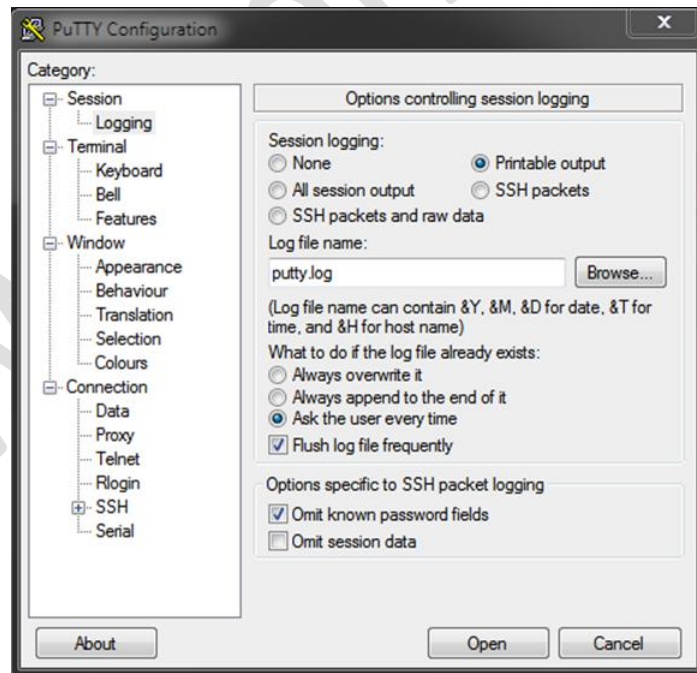 PuTTY Configuration
Category:
Session
Logging
Terminal
Keyboard
Bell
Features
Window
Appearance
Behaviour
Translation
Selection
Colours
Connection
Data
Proxy
Telnet
Rlogin
SSH
Serial
Options controlling session logging
Session logging:
None
Printable output
All session output
SSH packets
SSH packets and raw data
Log file name:
putty.log
Browse...
(Log file name can contain &Y, &M, &D for date, &T for
time, and &H for host name)
What to do if the log file already exists:
Always overwrite it
Always append to the end of it
Ask the user every time
Flush log file frequently
Options specific to SSH packet logging
Omit known password fields
Omit session data
About
Open
Cancel